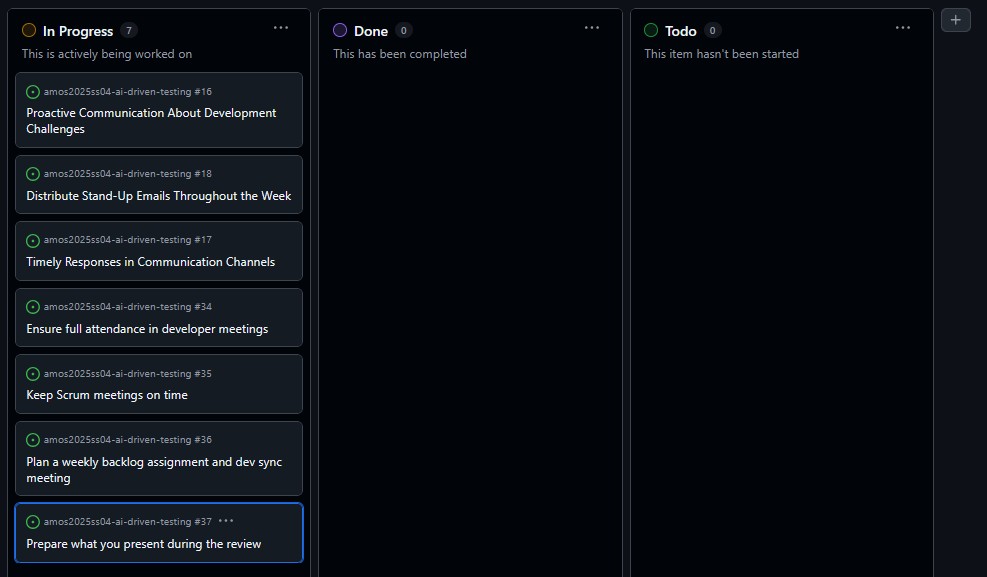 In Progress 7
This is actively being worked on
amos2025ss04-ai-driven-testing #16
Proactive Communication About Development
Challenges
amos2025ss04-ai-driven-testing #18
Distribute Stand-Up Emails Throughout the Week
amos2025ss04-ai-driven-testing #17
Timely Responses in Communication Channels
amos2025ss04-ai-driven-testing #34
Ensure full attendance in developer meetings
amos2025ss04-ai-driven-testing #35
Keep Scrum meetings on time
amos2025ss04-ai-driven-testing #36
Plan a weekly backlog assignment and dev sync
meeting
amos2025ss04-ai-driven-testing #37
Prepare what you present during the review
Done 0
This has been completed
Todo 0
This item hasn't been started